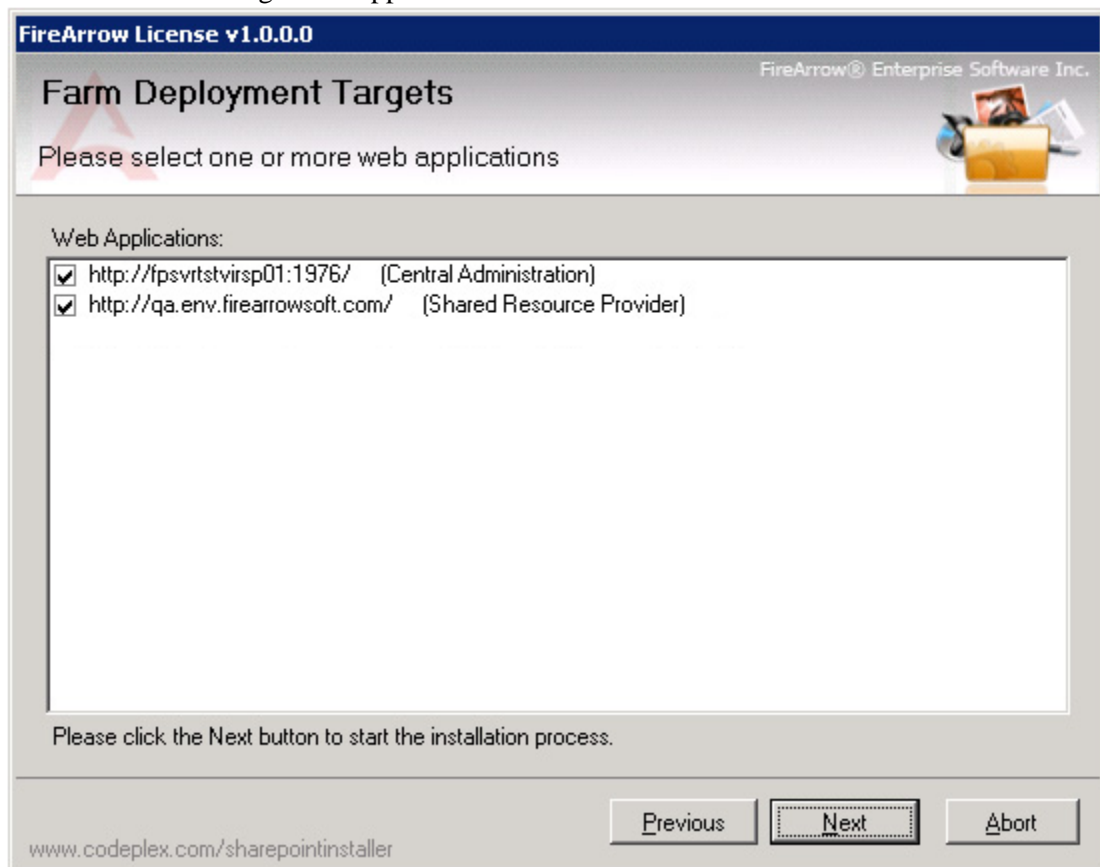 FireArrow License v1.0.0.0
FireArrow® Enterprise Software Inc.
Farm Deployment Targets
Please select one or more web applications
Web Applications:
http://fpsvrtstvirsp01:1976/ (Central Administration)
http://qa.env.firearrowsoft.com/ (Shared Resource Provider)
Please click the Next button to start the installation process.
Previous Next Abort
www.codeplex.com/sharepointinstaller